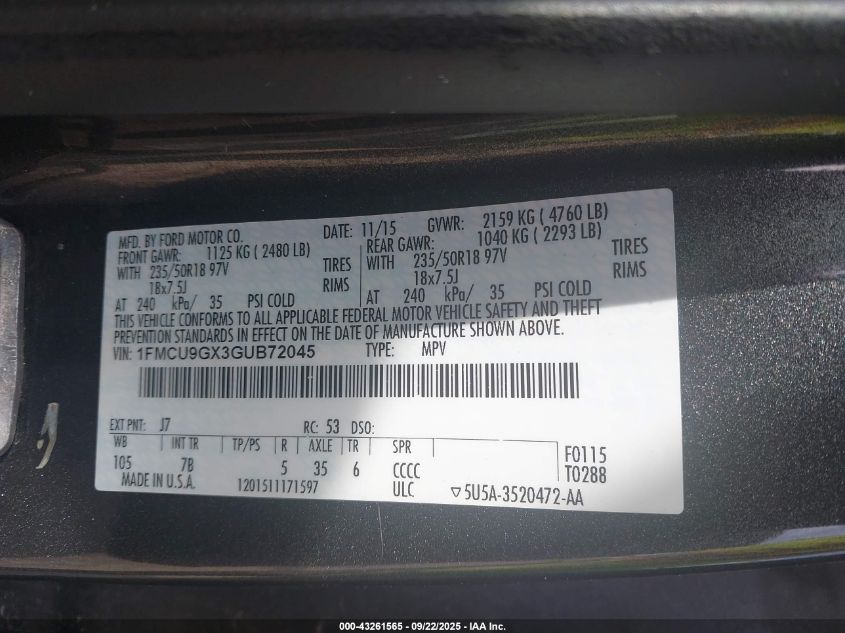 MFD. BY FORD MOTOR CO. DATE: 11/15 GVWR: 2159 KG ( 4760 LB)
FRONT GAWR: 1125 KG ( 2480 LB) REAR GAWR: 1040 KG ( 2293 LB)
WITH 235/50R18 97V TIRES WITH 235/50R18 97V TIRES
18x7.5J RIMS 18x7.5J RIMS
AT 240 kPa/ 35 PSI COLD AT 240 kPa/ 35 PSI COLD
THIS VEHICLE CONFORMS TO ALL APPLICABLE FEDERAL MOTOR VEHICLE SAFETY AND THEFT
PREVENTION STANDARDS IN EFFECT ON THE DATE OF MANUFACTURE SHOWN ABOVE.
VIN: 1FMCU9GX3GUB72045 TYPE: MPV
EXT PNT: J7 RC: 53 DSO:
WB INT TR TP/PS R AXLE TR SPR F0115
105 7B 5 35 6 CCCC T0288
MADE IN U.S.A. 1201511171597 ULC ▽5U5A-3520472-AA
000-43261565 - 09/22/2025 - IAA Inc.